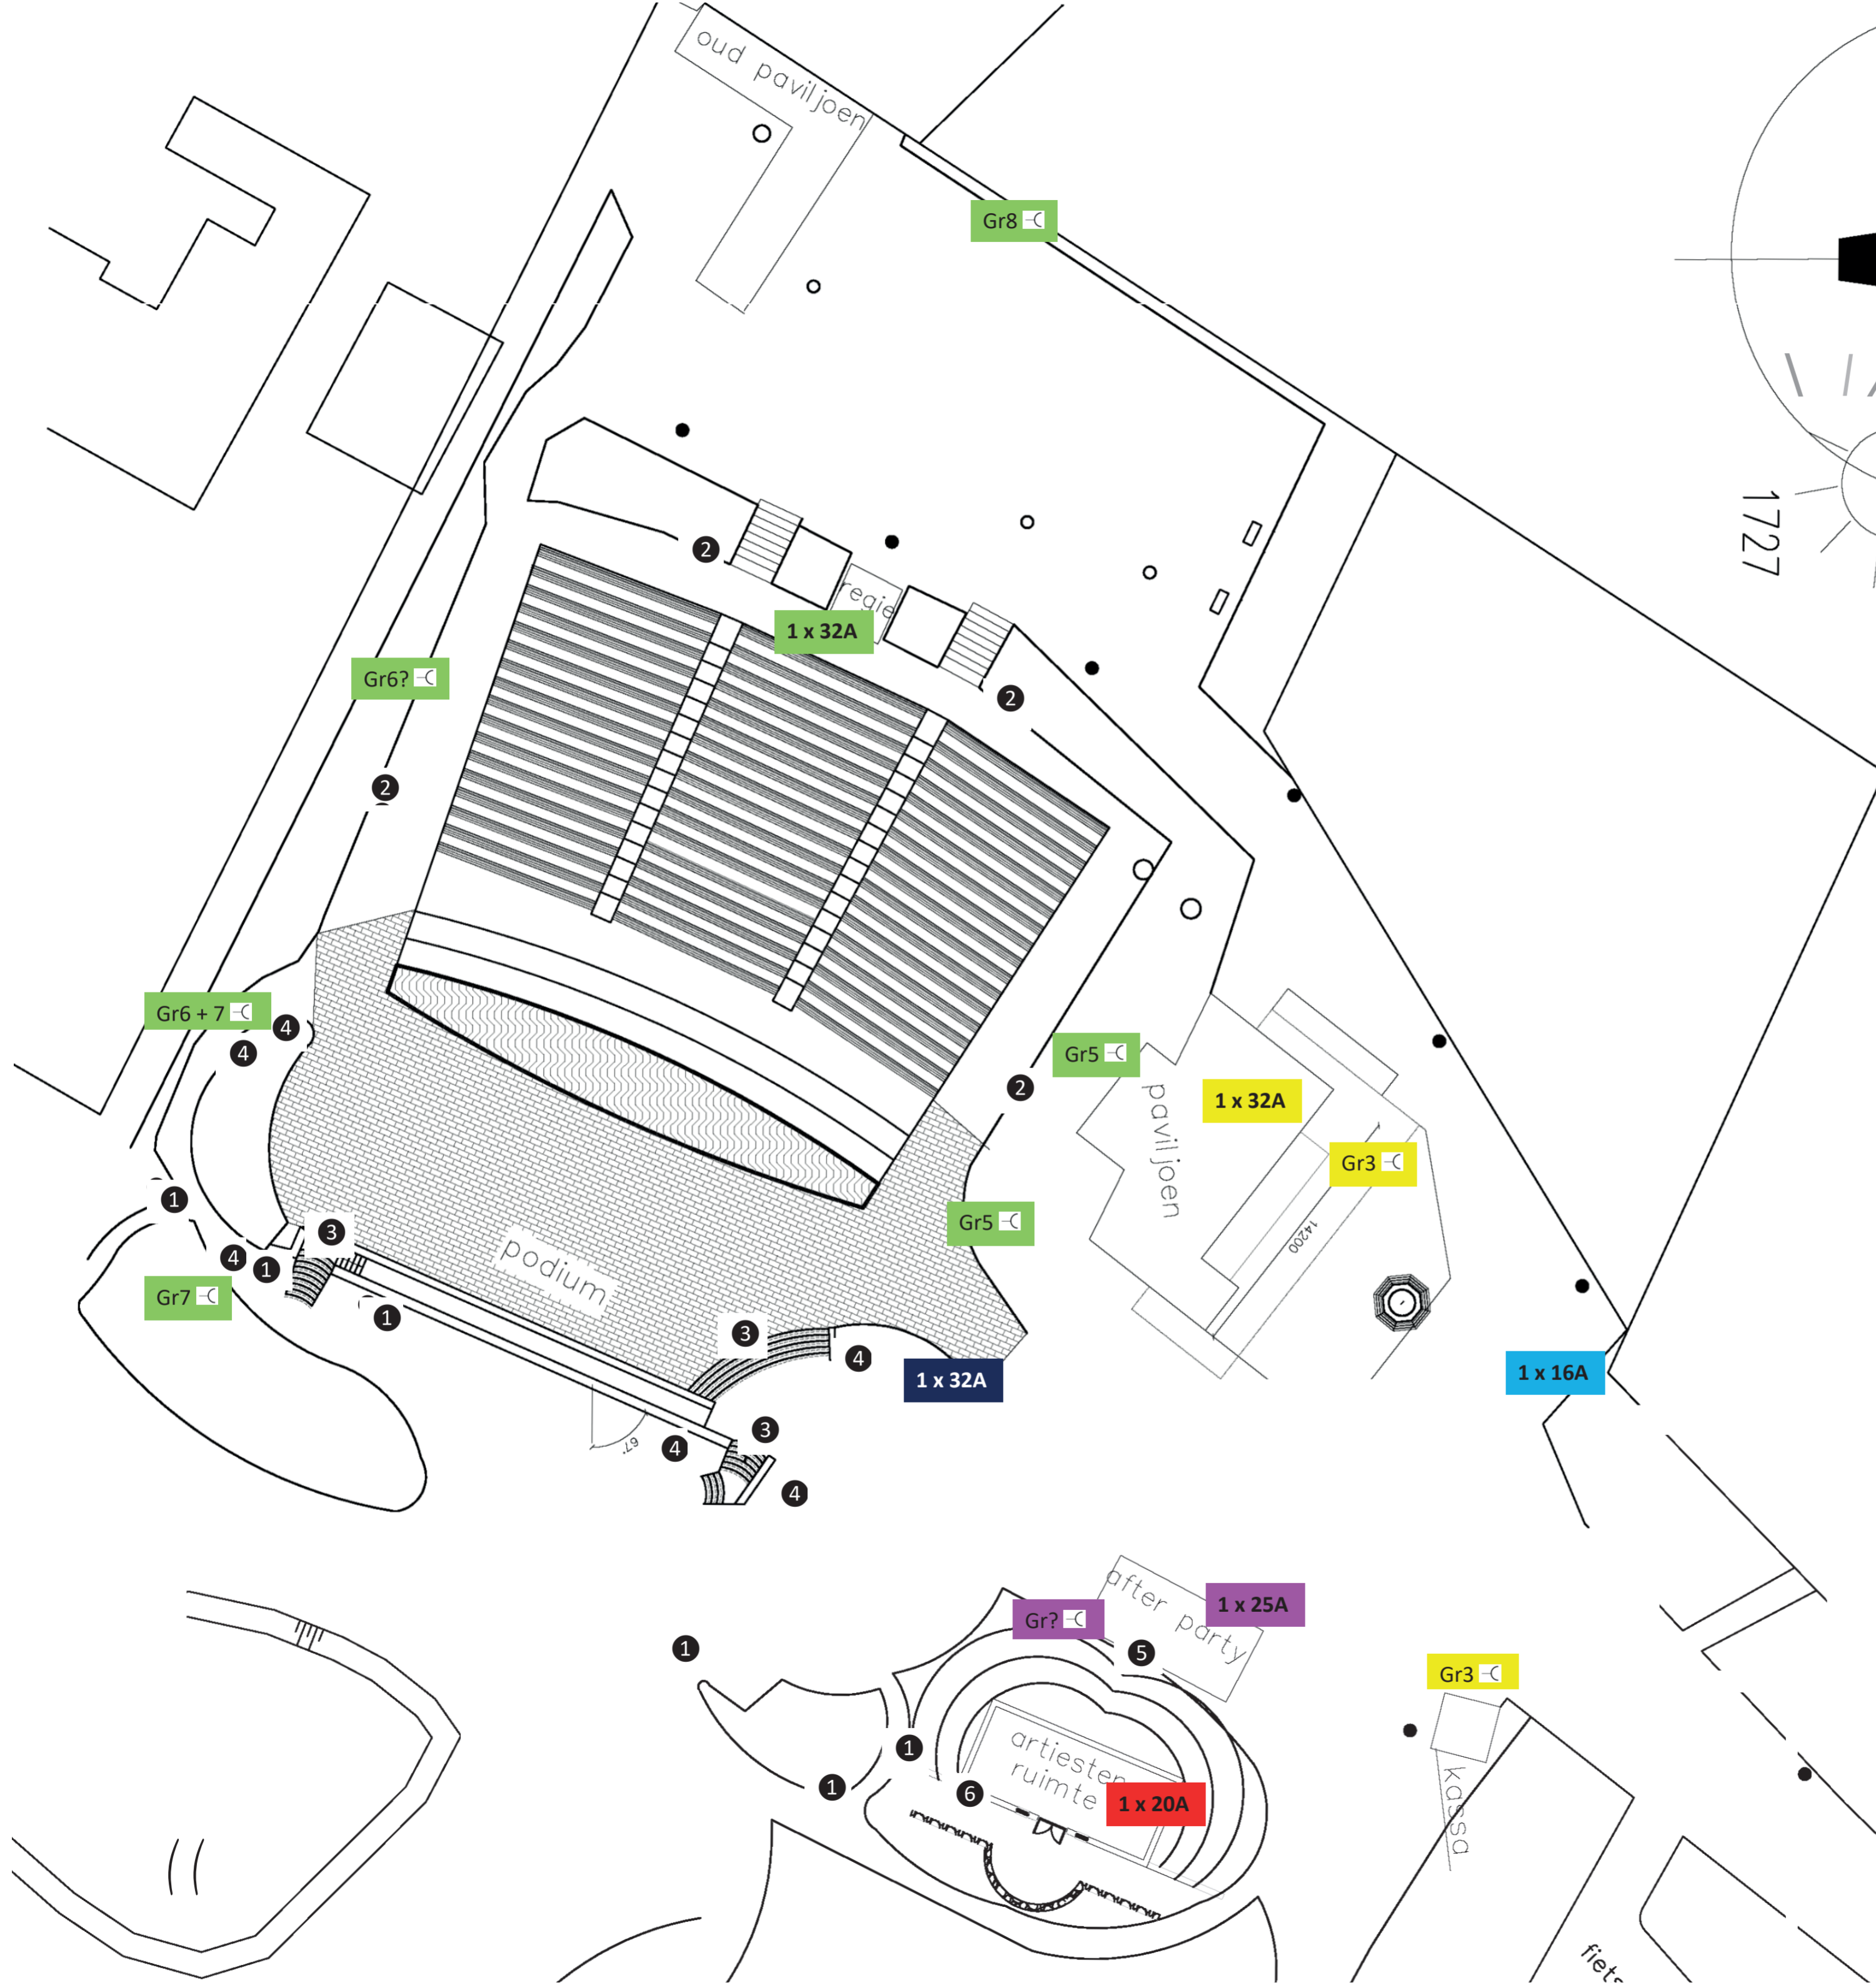 oud paviljoen
Gr8
1727
2
regie
1 x 32A
2
Gr6?
2
Gr6 + 7
4
4
Gr5
2
paviljoen
1 x 32A
Gr3
14200
1
3
Gr5
4
1
podium
Gr7
1
3
4
1 x 32A
1 x 16A
3
4
67°
4
after party
1 x 25A
Gr?
1
5
Gr3
artiesten
ruimte
1
1
6
1 x 20A
kassa
fiets